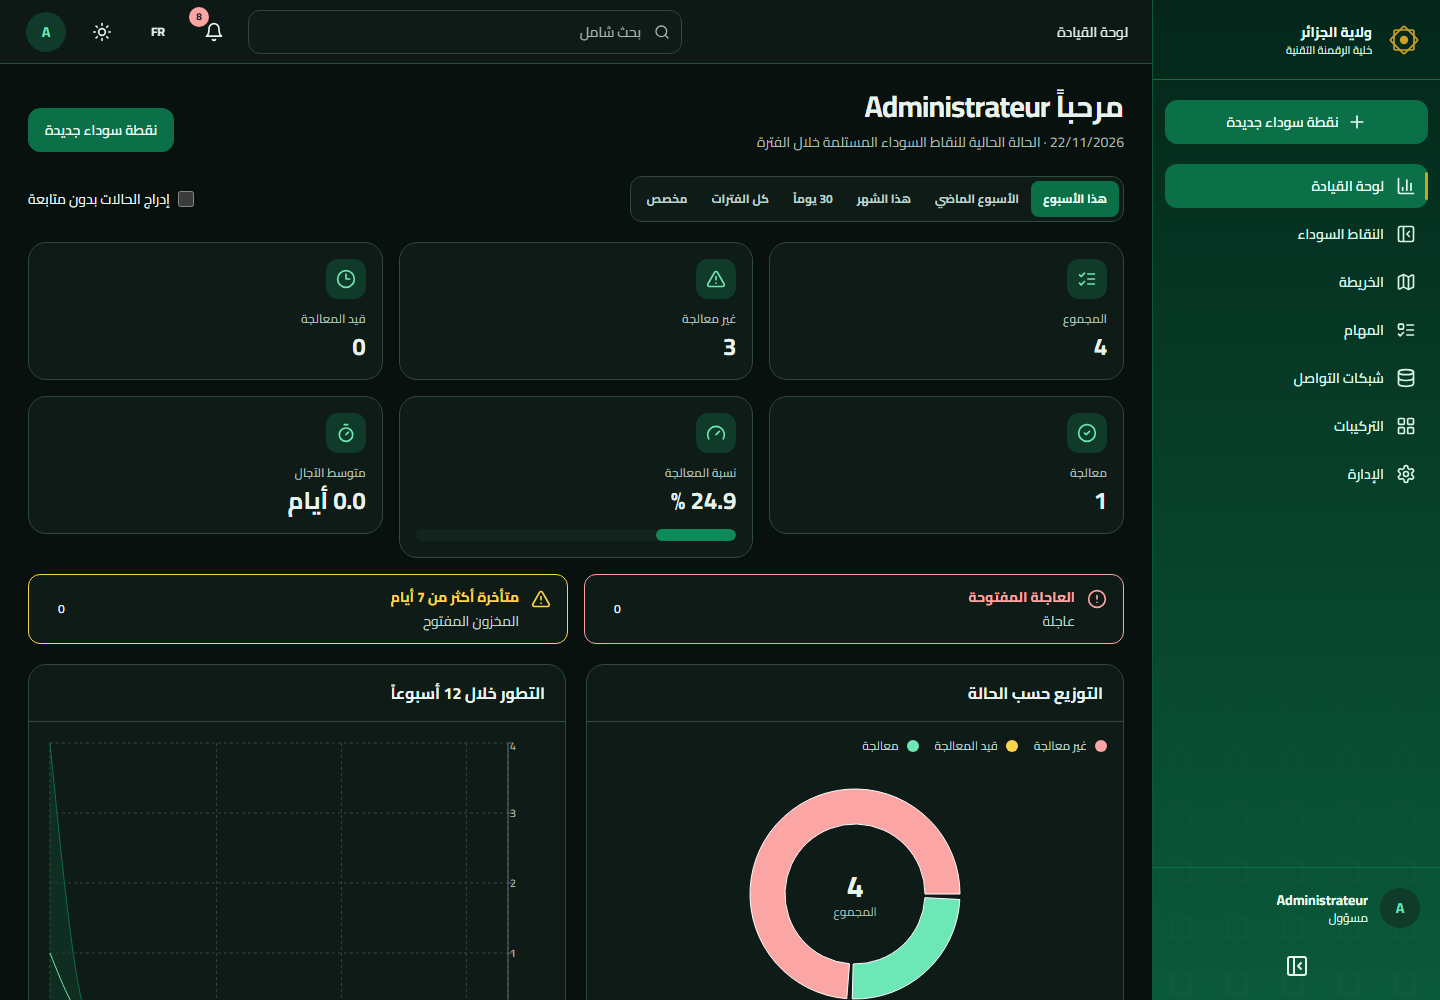 ولاية الجزائر
خلية الرقمنة التقنية
نقطة سوداء جديدة
لوحة القيادة
النقاط السوداء
الخريطة
المهام
شبكات التواصل
التركيبات
الإدارة
Administrateur
مسؤول
A
لوحة القيادة
بحث شامل
8
FR
A
مرحباً Administrateur
22/11/2026 · الحالة الحالية للنقاط السوداء المستلمة خلال الفترة
نقطة سوداء جديدة
هذا الأسبوع
الأسبوع الماضي
هذا الشهر
30 يوماً
كل الفترات
مخصص
إدراج الحالات بدون متابعة
المجموع
4
غير معالجة
3
قيد المعالجة
0
معالجة
1
نسبة المعالجة
24.9 %
متوسط الآجال
0.0 أيام
العاجلة المفتوحة
عاجلة
0
متأخرة أكثر من 7 أيام
المخزون المفتوح
0
التوزيع حسب الحالة
غير معالجة
قيد المعالجة
معالجة
4
المجموع
التطور خلال 12 أسبوعاً
4
3
2
1